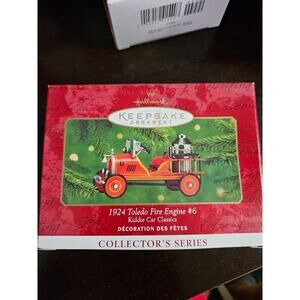 Hallmark
KEEPSAKE
ORNAMENT
1924 Toledo Fire Engine #6
Kiddie Car Classics
DÉCORATION DES FÊTES
COLLECTOR'S SERIES